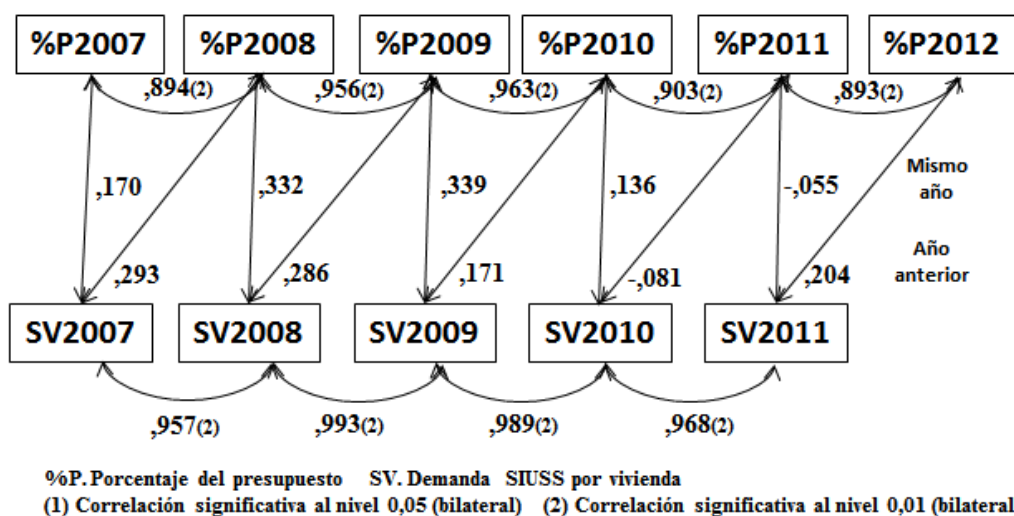 %P2007 %P2008 %P2009 %P2010 %P2011 %P2012
,894(2) ,956(2) ,963(2) ,903(2) ,893(2)
,170 ,332 ,339 ,136 -,055 Mismo
año
,293 ,286 ,171 -,081 ,204 Año
anterior
SV2007 SV2008 SV2009 SV2010 SV2011
,957(2) ,993(2) ,989(2) ,968(2)
%P. Porcentaje del presupuesto SV. Demanda SIUSS por vivienda
(1) Correlación significativa al nivel 0,05 (bilateral) (2) Correlación significativa al nivel 0,01 (bilateral